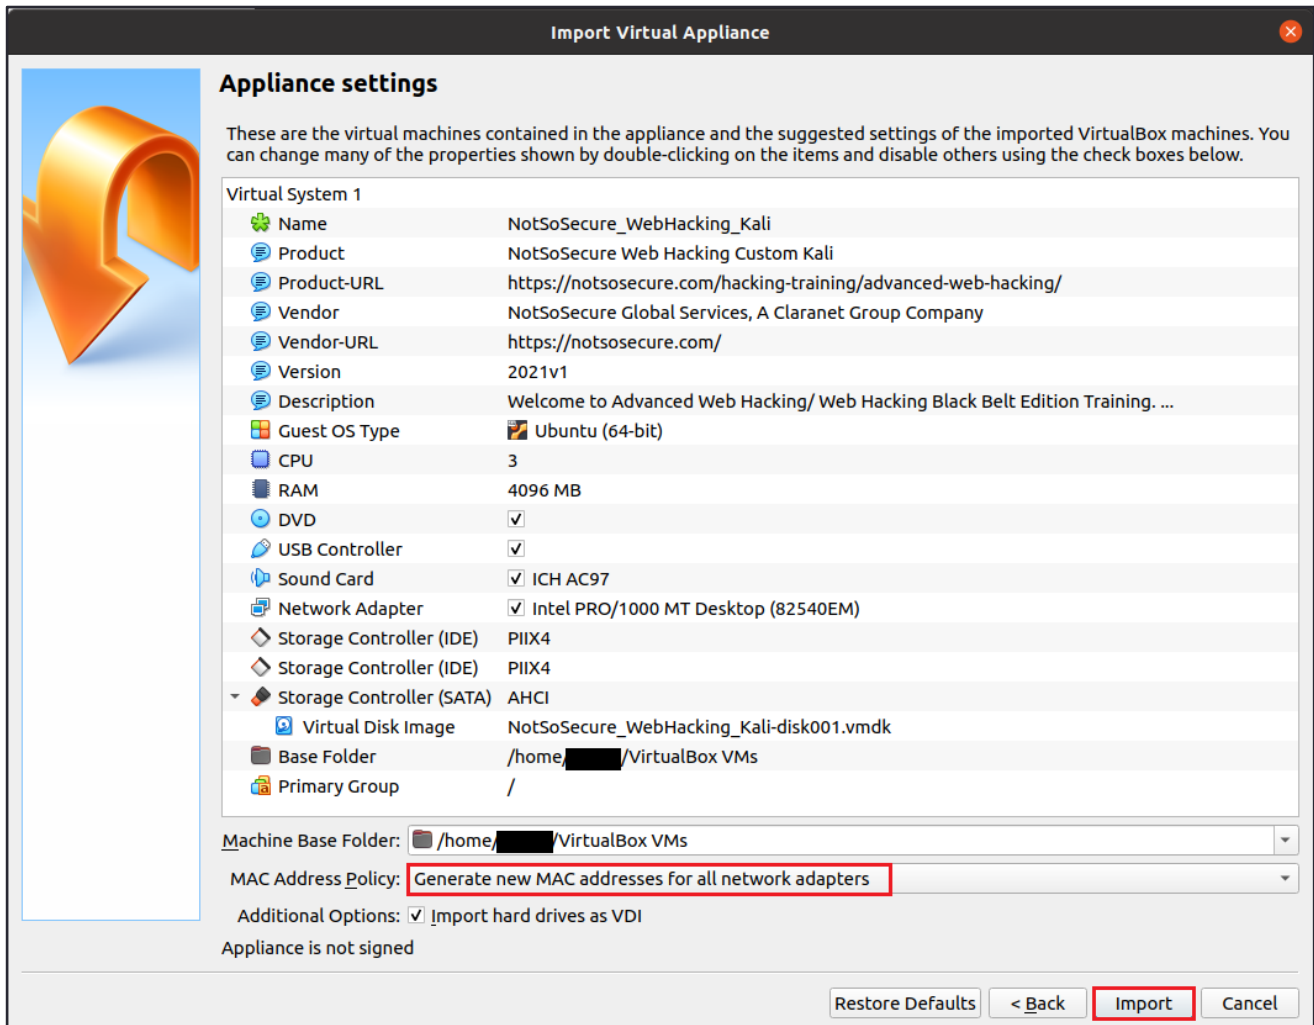 Import Virtual Appliance
Appliance settings
These are the virtual machines contained in the appliance and the suggested settings of the imported VirtualBox machines. You
can change many of the properties shown by double-clicking on the items and disable others using the check boxes below.
Virtual System 1
Name NotSoSecure_WebHacking_Kali
Product NotSoSecure Web Hacking Custom Kali
Product-URL https://notsosecure.com/hacking-training/advanced-web-hacking/
Vendor NotSoSecure Global Services, A Claranet Group Company
Vendor-URL https://notsosecure.com/
Version 2021v1
Description Welcome to Advanced Web Hacking/ Web Hacking Black Belt Edition Training. ...
Guest OS Type Ubuntu (64-bit)
CPU 3
RAM 4096 MB
DVD
USB Controller
Sound Card ICH AC97
Network Adapter Intel PRO/1000 MT Desktop (82540EM)
Storage Controller (IDE) PIIX4
Storage Controller (IDE) PIIX4
Storage Controller (SATA) AHCI
Virtual Disk Image NotSoSecure_WebHacking_Kali-disk001.vmdk
Base Folder /home/ /VirtualBox VMs
Primary Group /
Machine Base Folder: /home/ /VirtualBox VMs
MAC Address Policy: Generate new MAC addresses for all network adapters
Additional Options: Import hard drives as VDI
Appliance is not signed
Restore Defaults < Back Import Cancel